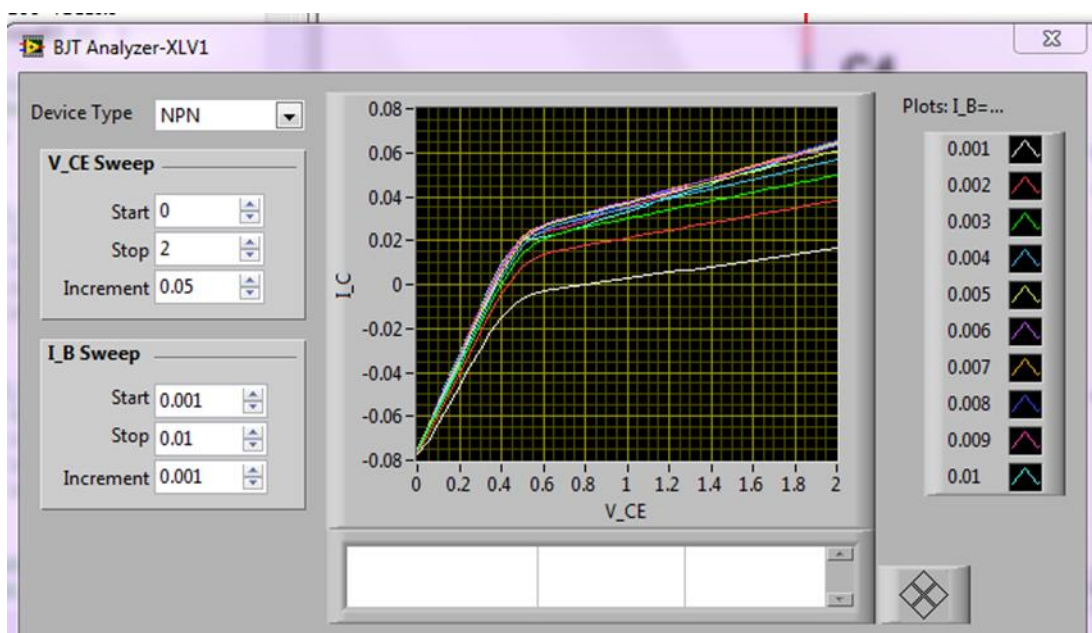 BJT Analyzer-XLV1
Device Type NPN
V_CE Sweep
Start 0
Stop 2
Increment 0.05
I_B Sweep
Start 0.001
Stop 0.01
Increment 0.001
0.08
0.06
0.04
0.02
0
-0.02
-0.04
-0.06
-0.08
I_C
0 0.2 0.4 0.6 0.8 1 1.2 1.4 1.6 1.8 2
V_CE
Plots: I_B=...
0.001
0.002
0.003
0.004
0.005
0.006
0.007
0.008
0.009
0.01